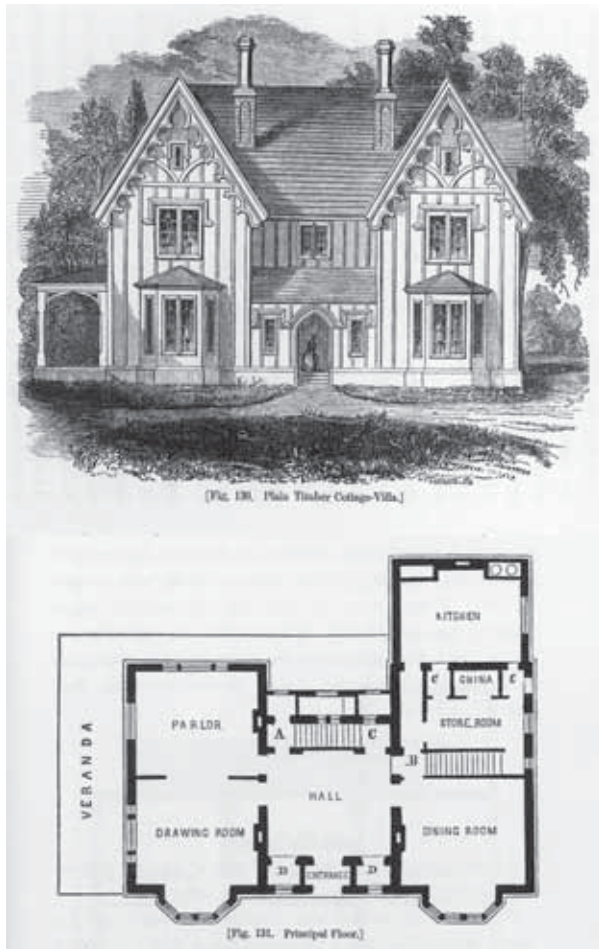 [Fig. 130. Plain Timber Cottage-Villa.]
KITCHEN
C
CHINA
C
STORE ROOM
PARLOR
A
C
B
VERANDA
HALL
DRAWING ROOM
DINING ROOM
D
ENTRANCE
D
[Fig. 131. Principal Floor.]